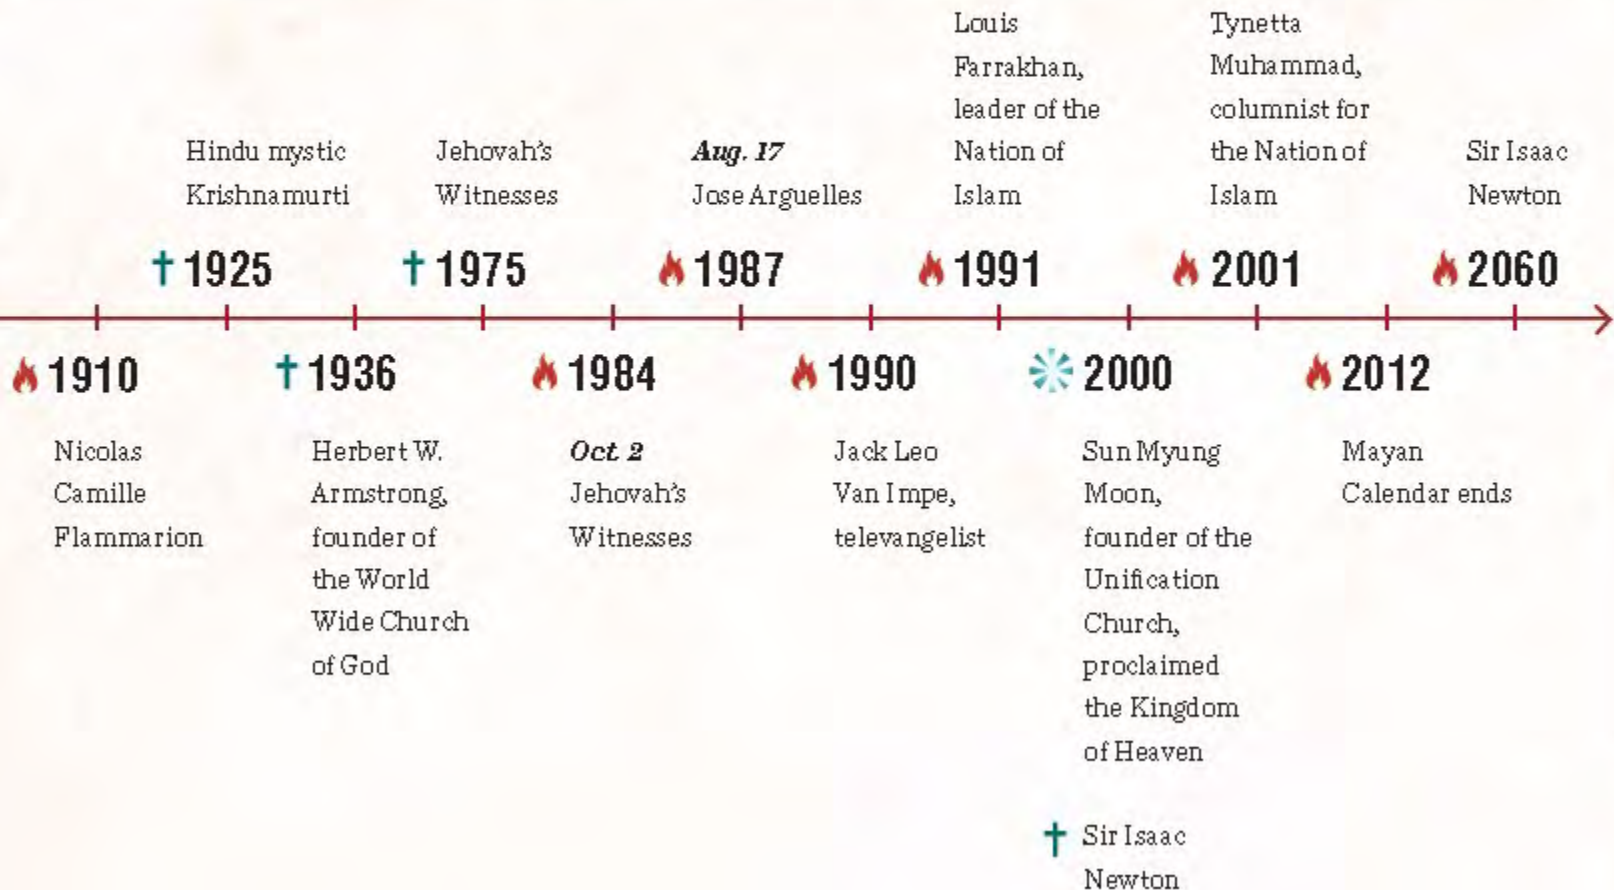 Louis
Farrakhan,
leader of the
Nation of
Islam
Tynetta
Muhammad,
columnist for
the Nation of
Islam
Hindu mystic
Krishnamurti
Jehovah's
Witnesses
Aug. 17
Jose Arguelles
Sir Isaac
Newton
† 1925
† 1975
1987
1991
2001
2060
1910
† 1936
1984
1990
2000
2012
Nicolas
Camille
Flammarion
Herbert W.
Armstrong,
founder of
the World
Wide Church
of God
Oct. 2
Jehovah's
Witnesses
Jack Leo
Van Impe,
televangelist
Sun Myung
Moon,
founder of the
Unification
Church,
proclaimed
the Kingdom
of Heaven
† Sir Isaac
Newton
Mayan
Calendar ends